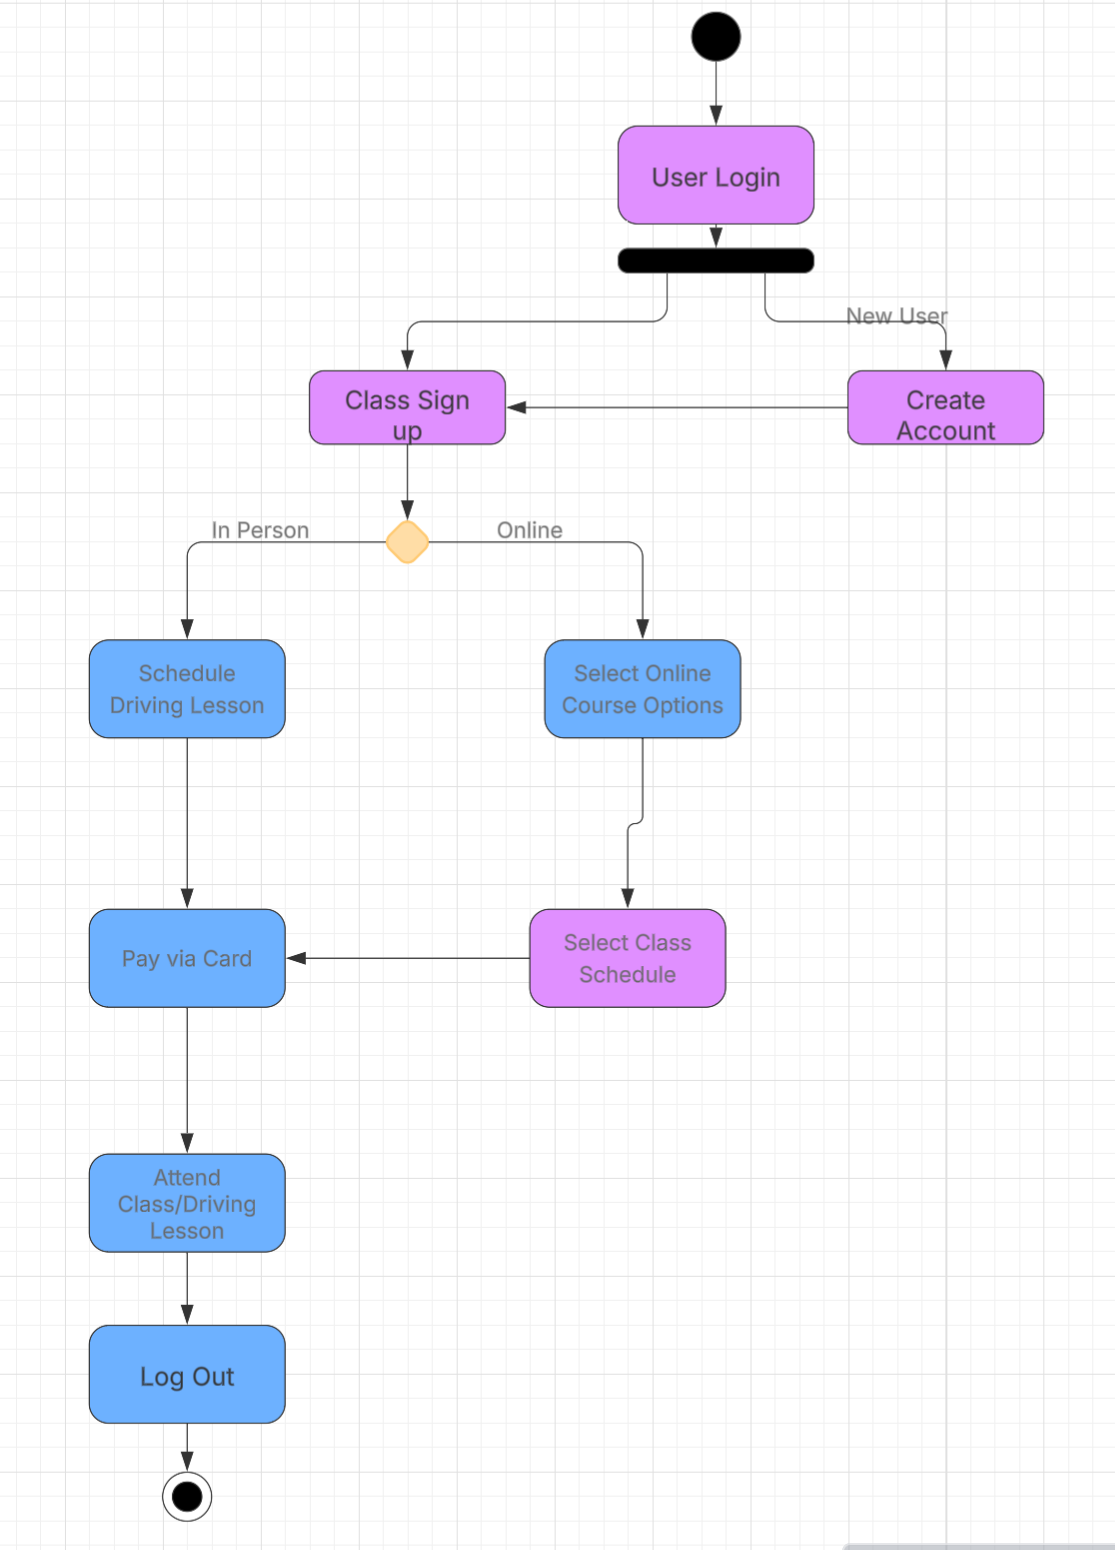 User Login
New User
Class Sign
up
Create
Account
In Person
Online
Schedule
Driving Lesson
Select Online
Course Options
Pay via Card
Select Class
Schedule
Attend
Class/Driving
Lesson
Log Out